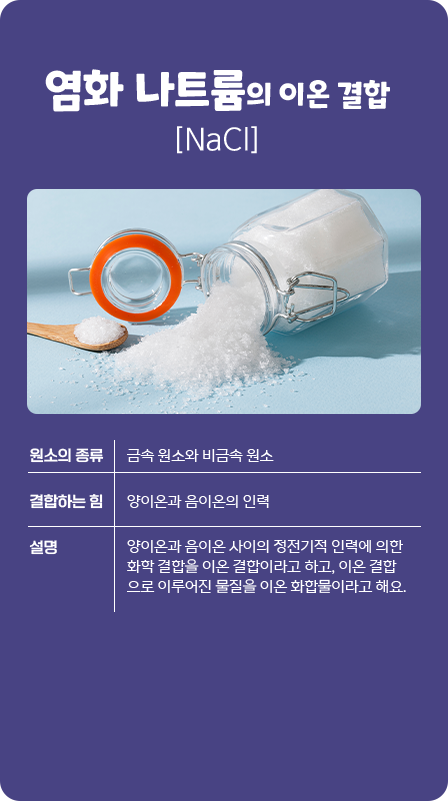 염화 나트륨의 이온 결합
[NaCl]
원소의 종류
금속 원소와 비금속 원소
결합하는 힘
양이온과 음이온의 인력
설명
양이온과 음이온 사이의 정전기적 인력에 의한
화학 결합을 이온 결합이라고 하고, 이온 결합
으로 이루어진 물질을 이온 화합물이라고 해요.